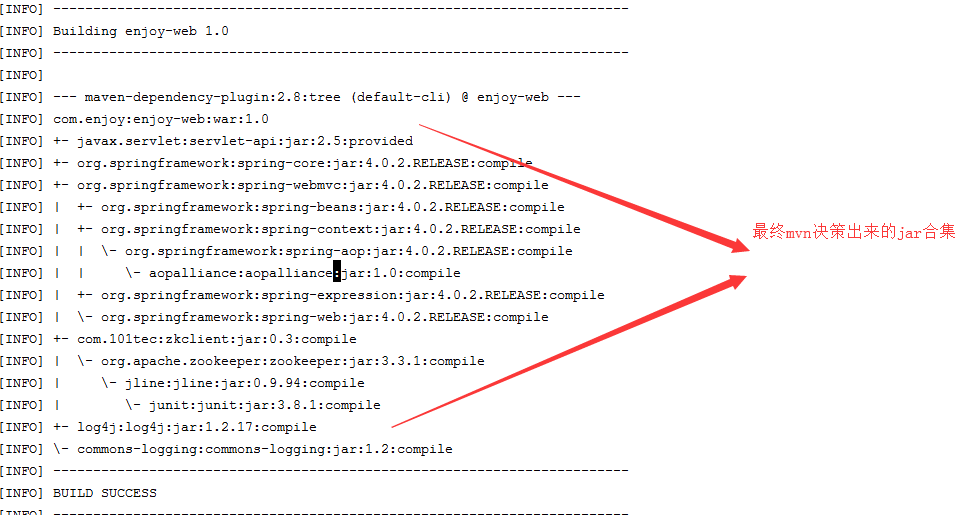 [INFO] ------------------------------------------------------------------------
[INFO] Building enjoy-web 1.0
[INFO] ------------------------------------------------------------------------
[INFO]
[INFO] --- maven-dependency-plugin:2.8:tree (default-cli) @ enjoy-web ---
[INFO] com.enjoy:enjoy-web:war:1.0
[INFO] +- javax.servlet:servlet-api:jar:2.5:provided
[INFO] +- org.springframework:spring-core:jar:4.0.2.RELEASE:compile
[INFO] +- org.springframework:spring-webmvc:jar:4.0.2.RELEASE:compile
[INFO] |  +- org.springframework:spring-beans:jar:4.0.2.RELEASE:compile
[INFO] |  +- org.springframework:spring-context:jar:4.0.2.RELEASE:compile
[INFO] |  |  \- org.springframework:spring-aop:jar:4.0.2.RELEASE:compile
[INFO] |  |     \- aopalliance:aopalliance:jar:1.0:compile
[INFO] |  +- org.springframework:spring-expression:jar:4.0.2.RELEASE:compile
[INFO] |  \- org.springframework:spring-web:jar:4.0.2.RELEASE:compile
[INFO] +- com.101tec:zkclient:jar:0.3:compile
[INFO] |  \- org.apache.zookeeper:zookeeper:jar:3.3.1:compile
[INFO] |     \- jline:jline:jar:0.9.94:compile
[INFO] |        \- junit:junit:jar:3.8.1:compile
[INFO] +- log4j:log4j:jar:1.2.17:compile
[INFO] \- commons-logging:commons-logging:jar:1.2:compile
[INFO] ------------------------------------------------------------------------
[INFO] BUILD SUCCESS
[INFO] ------------------------------------------------------------------------
最终mvn决策出来的jar合集